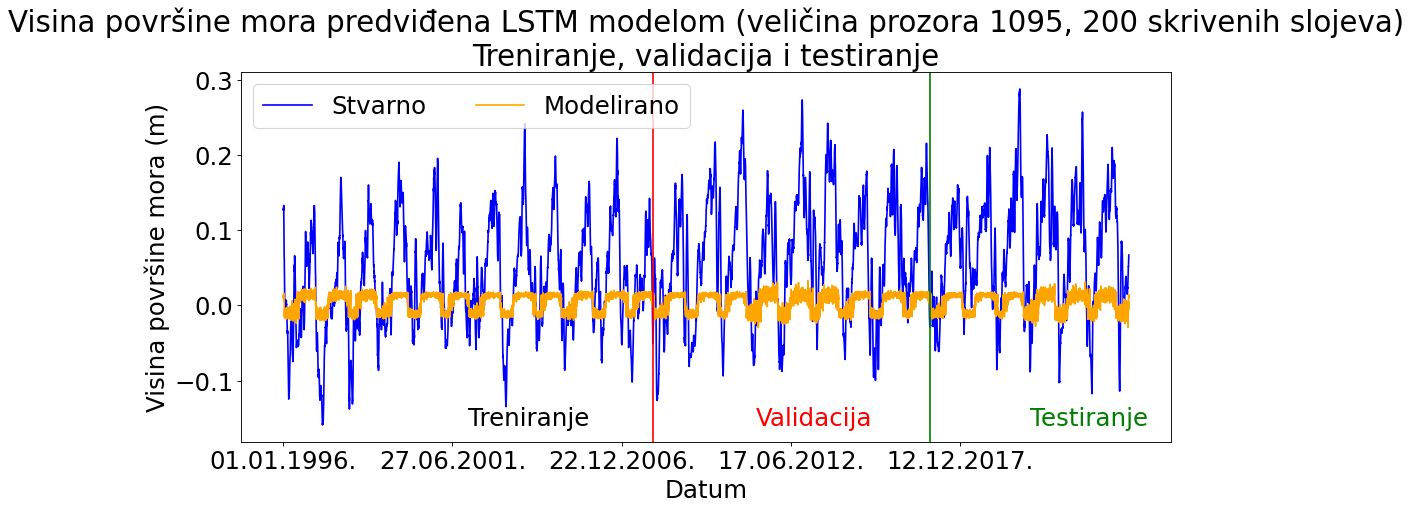 Visina površine mora predviđena LSTM modelom (veličina prozora 1095, 200 skrivenih slojeva)
Treniranje, validacija i testiranje
Stvarno
Modelirano
Visina površine mora (m)
0.3
0.2
0.1
0.0
−0.1
Treniranje
Validacija
Testiranje
01.01.1996.
27.06.2001.
22.12.2006.
17.06.2012.
12.12.2017.
Datum